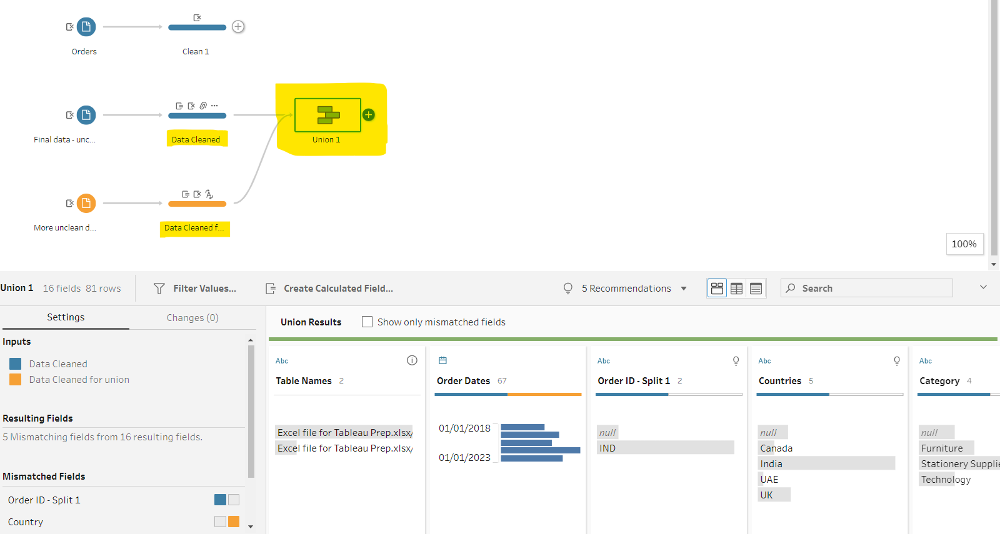 Orders
Clean 1
Final data - unc...
Data Cleaned
Union 1
More unclean d...
Data Cleaned f...
100%
Union 1 16 fields 81 rows
Filter Values...
Create Calculated Field...
5 Recommendations
Search
Settings
Changes (0)
Union Results
Show only mismatched fields
Inputs
Data Cleaned
Data Cleaned for union
Resulting Fields
5 Mismatching fields from 16 resulting fields.
Mismatched Fields
Order ID - Split 1
Country
Abc
Table Names 2
Excel file for Tableau Prep.xlsx/
Excel file for Tableau Prep.xlsx/
Order Dates 67
01/01/2018
01/01/2023
Abc
Order ID - Split 1 2
null
IND
Abc
Countries 5
null
Canada
India
UAE
UK
Abc
Category 4
null
Furniture
Stationery Supplie
Technology